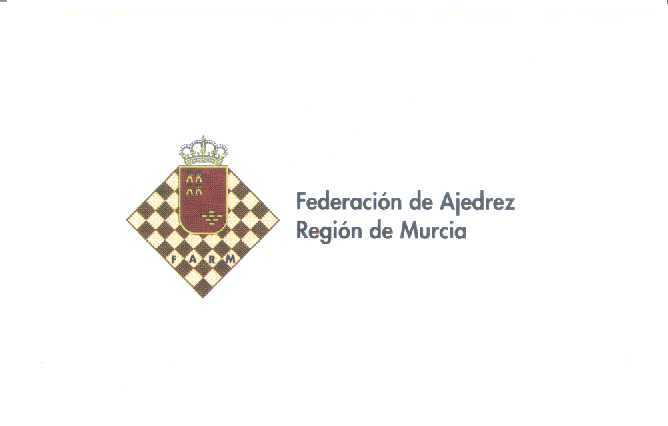 Federación de Ajedrez
Región de Murcia
F A R M